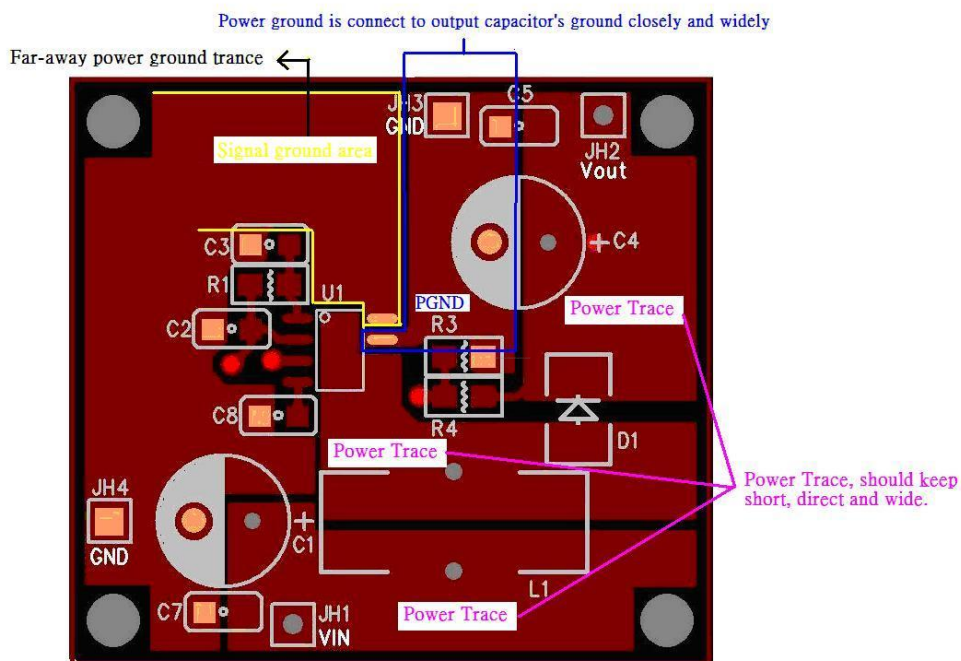 Power ground is connect to output capacitor's ground closely and widely
Far-away power ground trance
JH3
GND
C5
JH2
Vout
Signal ground area
C3
C4
R1
U1
PGND
Power Trace
C2
R3
C8
R4
D1
Power Trace
Power Trace, should keep
short, direct and wide.
JH4
GND
C1
L1
C7
JH1
VIN
Power Trace